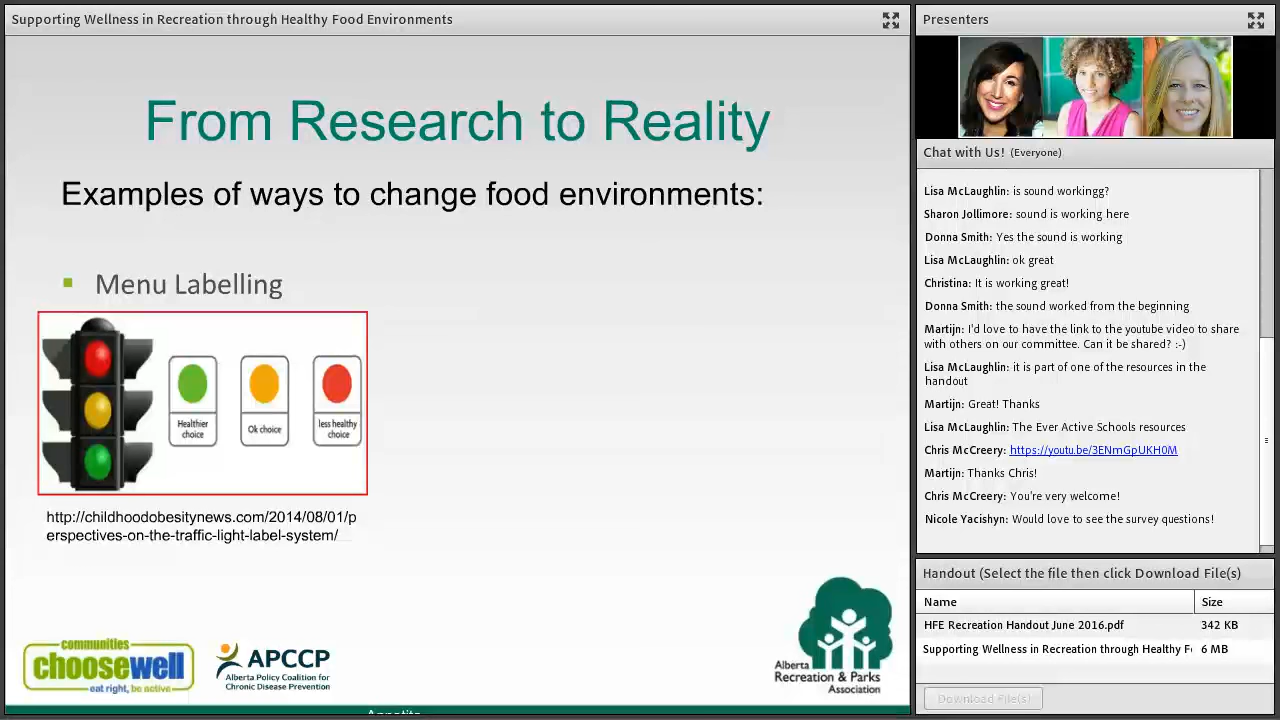 Supporting Wellness in Recreation through Healthy Food Environments
From Research to Reality
Examples of ways to change food environments:
Menu Labelling
Healthier
choice
Ok choice
less healthy
choice
http://childhoodobesitynews.com/2014/08/01/p
erspectives-on-the-traffic-light-label-system/
communities
choosewell
eat right, be active
APCCP
Alberta Policy Coalition for
Chronic Disease Prevention
Alberta
Recreation & Parks
Association
Presenters
Chat with Us! (Everyone)
Lisa McLaughlin: is sound workingg?
Sharon Jollimore: sound is working here
Donna Smith: Yes the sound is working
Lisa McLaughlin: ok great
Christina: It is working great!
Donna Smith: the sound worked from the beginning
Martijn: I'd love to have the link to the youtube video to share
with others on our committee. Can it be shared? :-)
Lisa McLaughlin: it is part of one of the resources in the
handout
Martijn: Great! Thanks
Lisa McLaughlin: The Ever Active Schools resources
Chris McCreery: https://youtu.be/3ENmGpUKH0M
Martijn: Thanks Chris!
Chris McCreery: You're very welcome!
Nicole Yacishyn: Would love to see the survey questions!
Handout (Select the file then click Download File(s)
Name Size
HFE Recreation Handout June 2016.pdf 342 KB
Supporting Wellness in Recreation through Healthy F 6 MB
Download File(s)